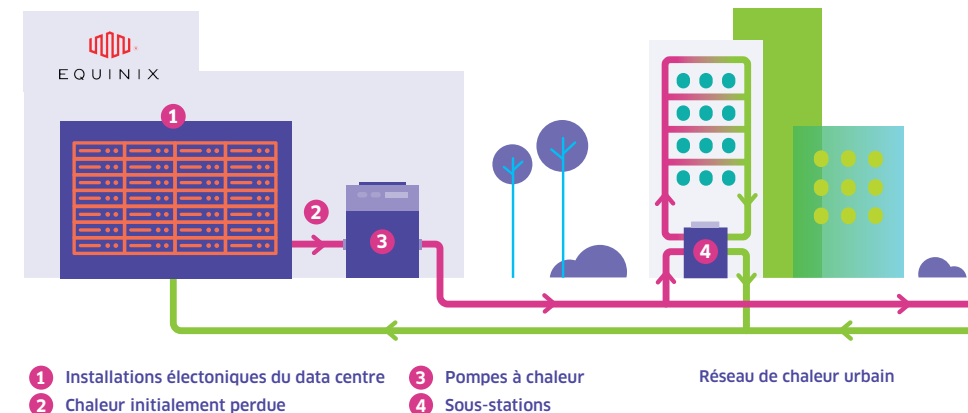 EQUINIX
1
2
3
4
1 Installations électoniques du data centre
2 Chaleur initialement perdue
3 Pompes à chaleur
4 Sous-stations
Réseau de chaleur urbain